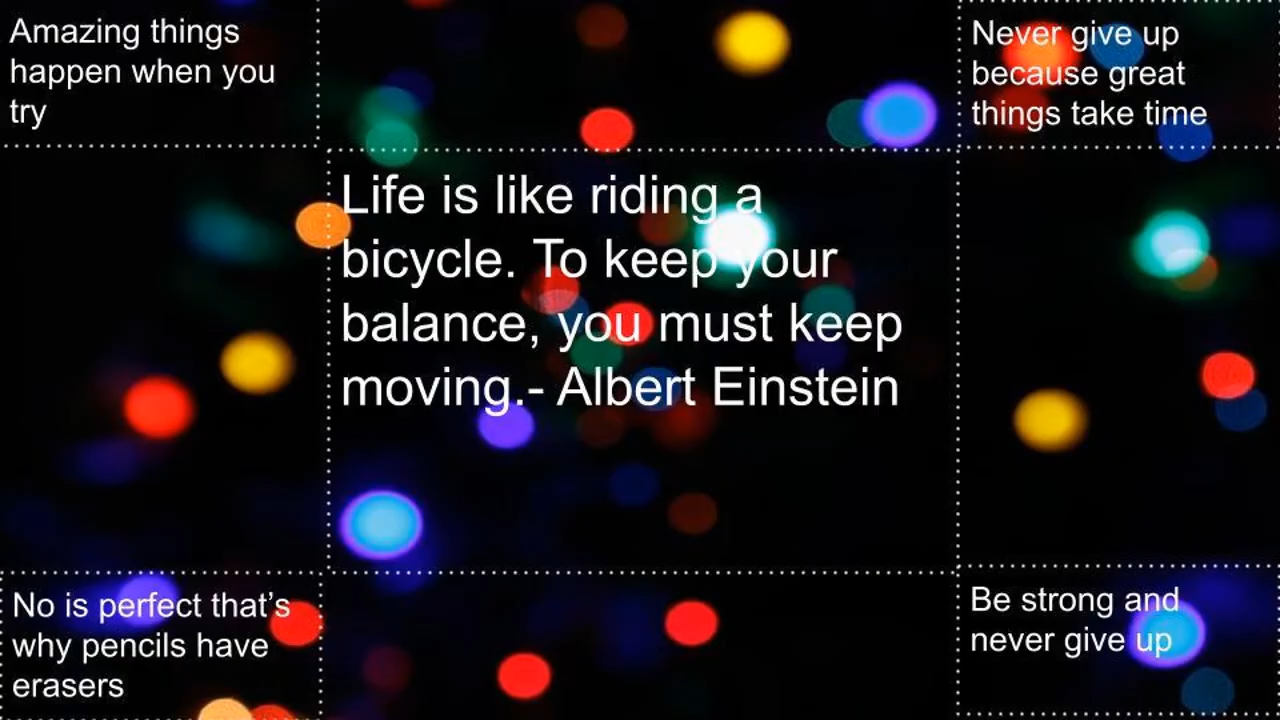 Amazing things
happen when you
try
Never give up
because great
things take time
Life is like riding a
bicycle. To keep your
balance, you must keep
moving.- Albert Einstein
No is perfect that’s
why pencils have
erasers
Be strong and
never give up